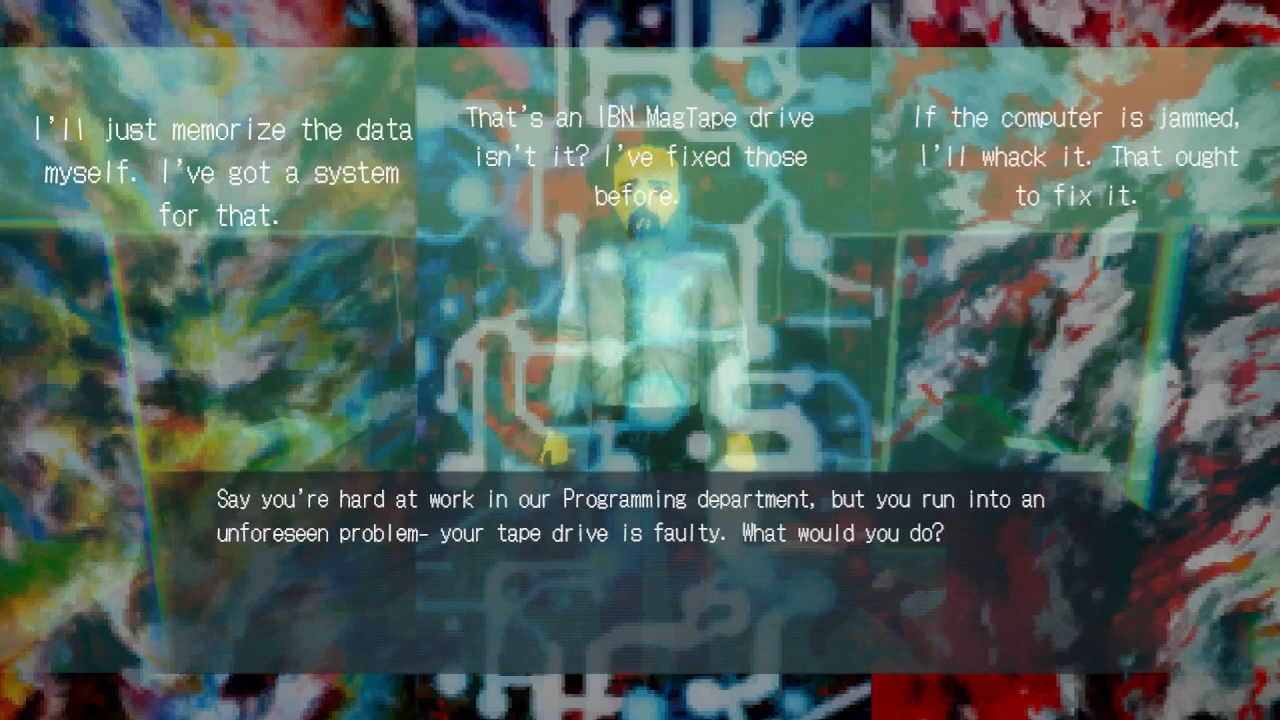 I'll just memorize the data
myself. I've got a system
for that.
That's an IBN MagTape drive
isn't it? I've fixed those
before.
If the computer is jammed,
I'll whack it. That ought
to fix it.
Say you're hard at work in our Programming department, but you run into an
unforeseen problem- your tape drive is faulty. What would you do?